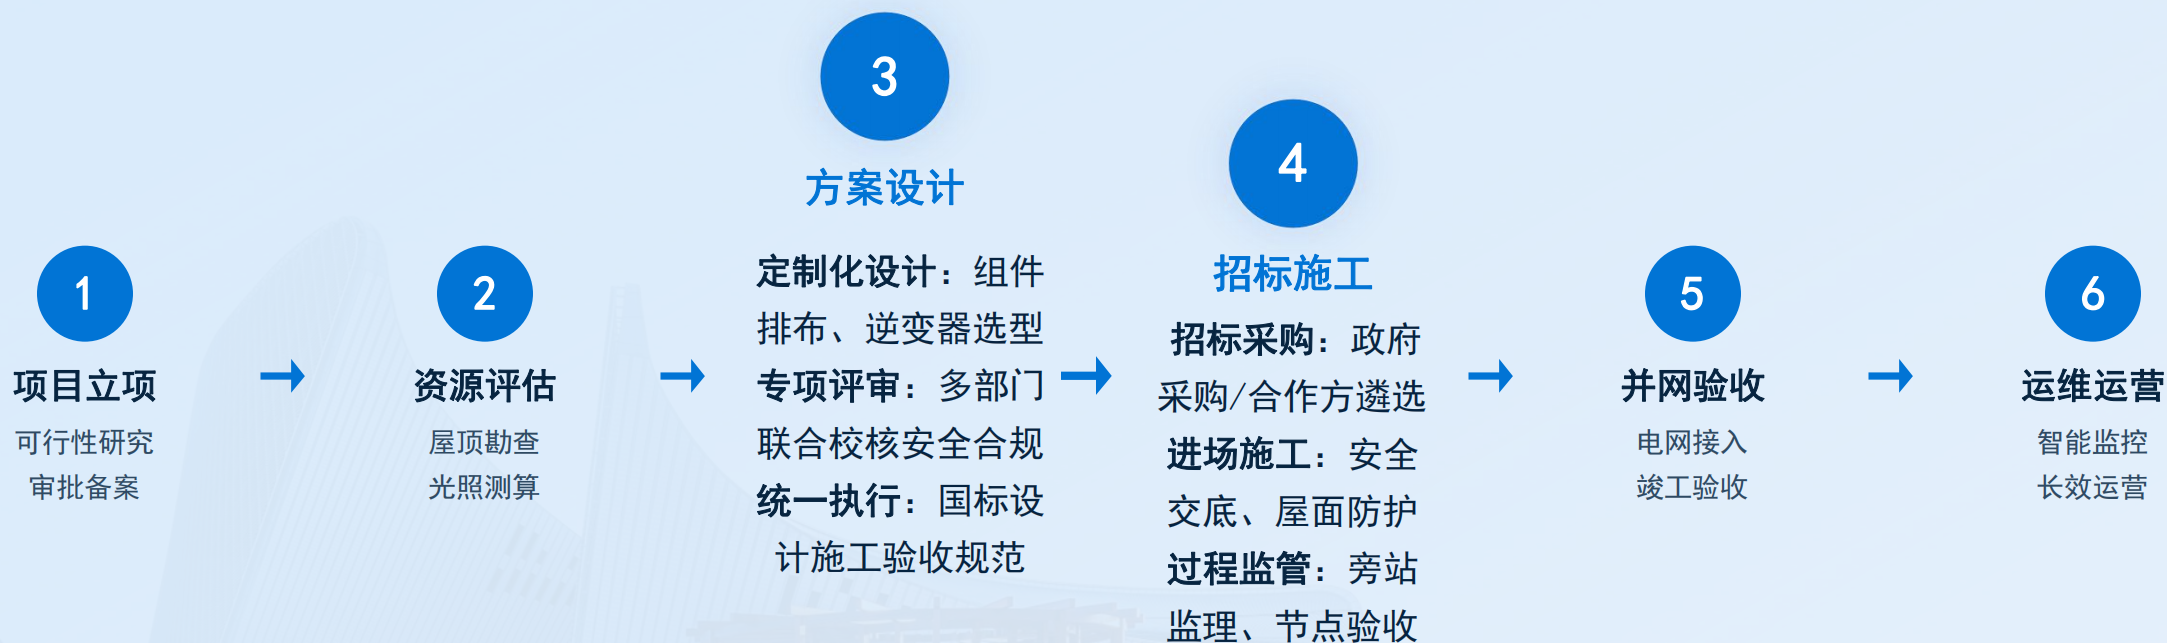 1
项目立项
可行性研究
审批备案
2
资源评估
屋顶勘查
光照测算
3
方案设计
定制化设计：组件
排布、逆变器选型
专项评审：多部门
联合校核安全合规
统一执行：国标设
计施工验收规范
4
招标施工
招标采购：政府
采购/合作方遴选
进场施工：安全
交底、屋面防护
过程监管：旁站
监理、节点验收
5
并网验收
电网接入
竣工验收
6
运维运营
智能监控
长效运营